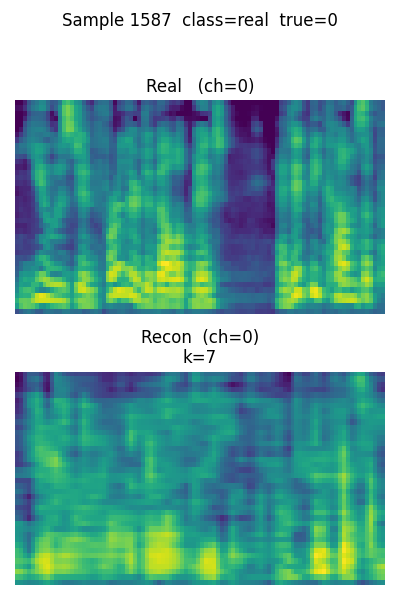 Sample 1587  class=real  true=0
Real   (ch=0)
Recon  (ch=0)
k=7